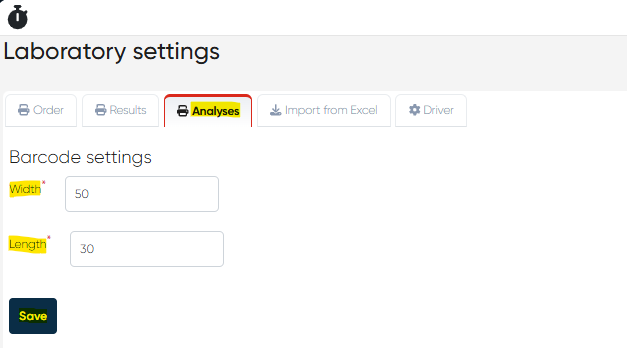 Laboratory settings
Order Results Analyses Import from Excel Driver
Barcode settings
Width* 50
Length* 30
Save